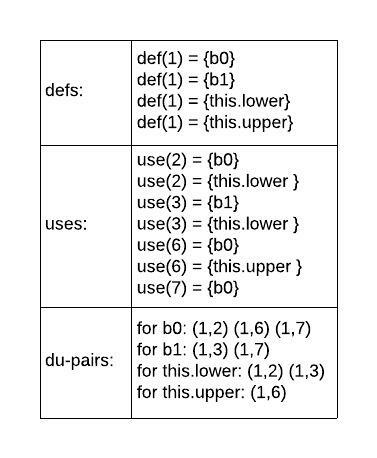 defs:
def(1) = {b0}
def(1) = {b1}
def(1) = {this.lower}
def(1) = {this.upper}
uses:
use(2) = {b0}
use(2) = {this.lower }
use(3) = {b1}
use(3) = {this.lower }
use(6) = {b0}
use(6) = {this.upper }
use(7) = {b0}
du-pairs:
for b0: (1,2) (1,6) (1,7)
for b1: (1,3) (1,7)
for this.lower: (1,2) (1,3)
for this.upper: (1,6)